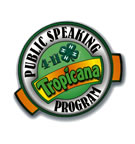 PUBLIC SPEAKING
4-H
Tropicana
PROGRAM